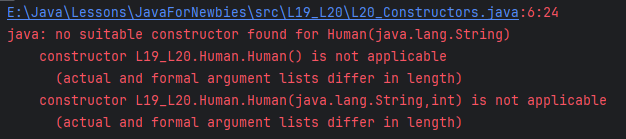 E:\Java\Lessons\JavaForNewbies\src\L19_L20\L20_Constructors.java:6:24
java: no suitable constructor found for Human(java.lang.String)
constructor L19_L20.Human.Human() is not applicable
(actual and formal argument lists differ in length)
constructor L19_L20.Human.Human(java.lang.String,int) is not applicable
(actual and formal argument lists differ in length)